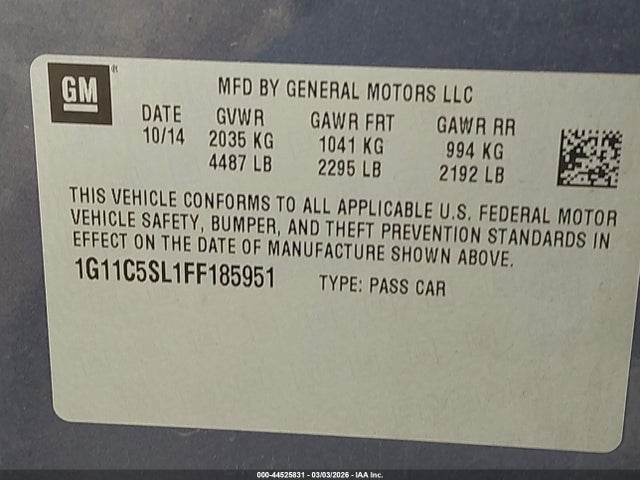 GM
MFD BY GENERAL MOTORS LLC
DATE GVWR GAWR FRT GAWR RR
10/14 2035 KG 1041 KG 994 KG
4487 LB 2295 LB 2192 LB
THIS VEHICLE CONFORMS TO ALL APPLICABLE U.S. FEDERAL MOTOR
VEHICLE SAFETY, BUMPER, AND THEFT PREVENTION STANDARDS IN
EFFECT ON THE DATE OF MANUFACTURE SHOWN ABOVE.
1G11C5SL1FF185951 TYPE: PASS CAR
000-44525831 - 03/03/2026 - IAA Inc.